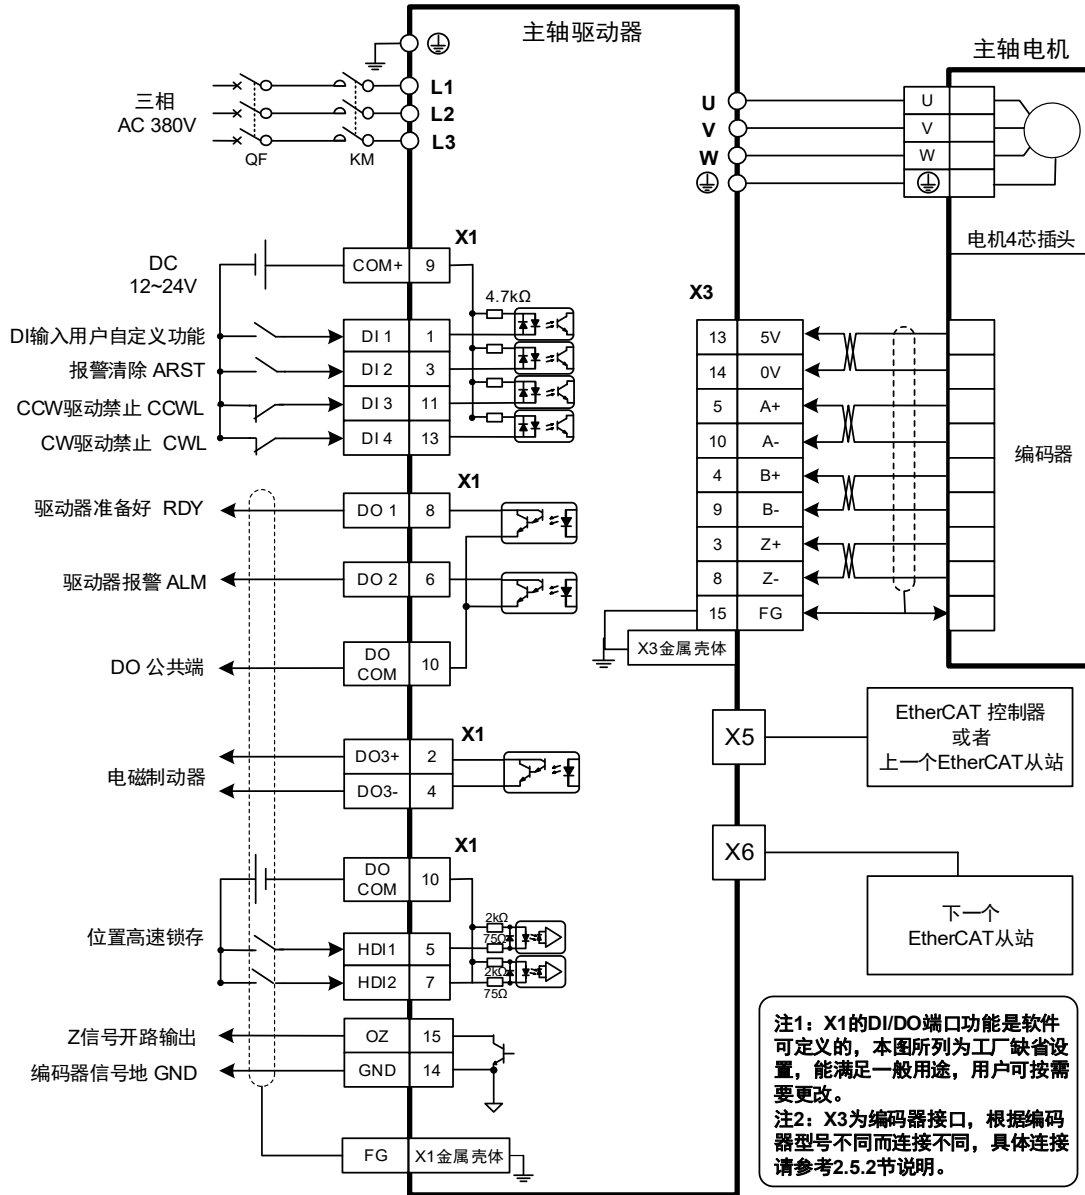 主轴驱动器
主轴电机
三相
AC 380V
QF
KM
L1
L2
L3
U
V
W
U
V
W
电机4芯插头
X1
DC
12~24V
COM+ 9
4.7kΩ
DI输入用户自定义功能
DI 1 1
报警清除 ARST
DI 2 3
CCW驱动禁止 CCWL
DI 3 11
CW驱动禁止 CWL
DI 4 13
X3
13 5V
14 0V
5 A+
10 A-
4 B+
9 B-
3 Z+
8 Z-
15 FG
X3金属壳体
编码器
X1
驱动器准备好 RDY
DO 1 8
驱动器报警 ALM
DO 2 6
DO 公共端
DO
COM 10
X1
电磁制动器
DO3+ 2
DO3- 4
X1
DO
COM 10
位置高速锁存
HDI1 5
HDI2 7
2kΩ
75Ω
2kΩ
75Ω
Z信号开路输出
OZ 15
编码器信号地 GND
GND 14
FG
X1金属壳体
X5
EtherCAT 控制器
或者
上一个EtherCAT从站
X6
下一个
EtherCAT从站
注1：X1的DI/DO端口功能是软件
可定义的，本图所列为工厂缺省设
置，能满足一般用途，用户可按需
要更改。
注2：X3为编码器接口，根据编码
器型号不同而连接不同，具体连接
请参考2.5.2节说明。